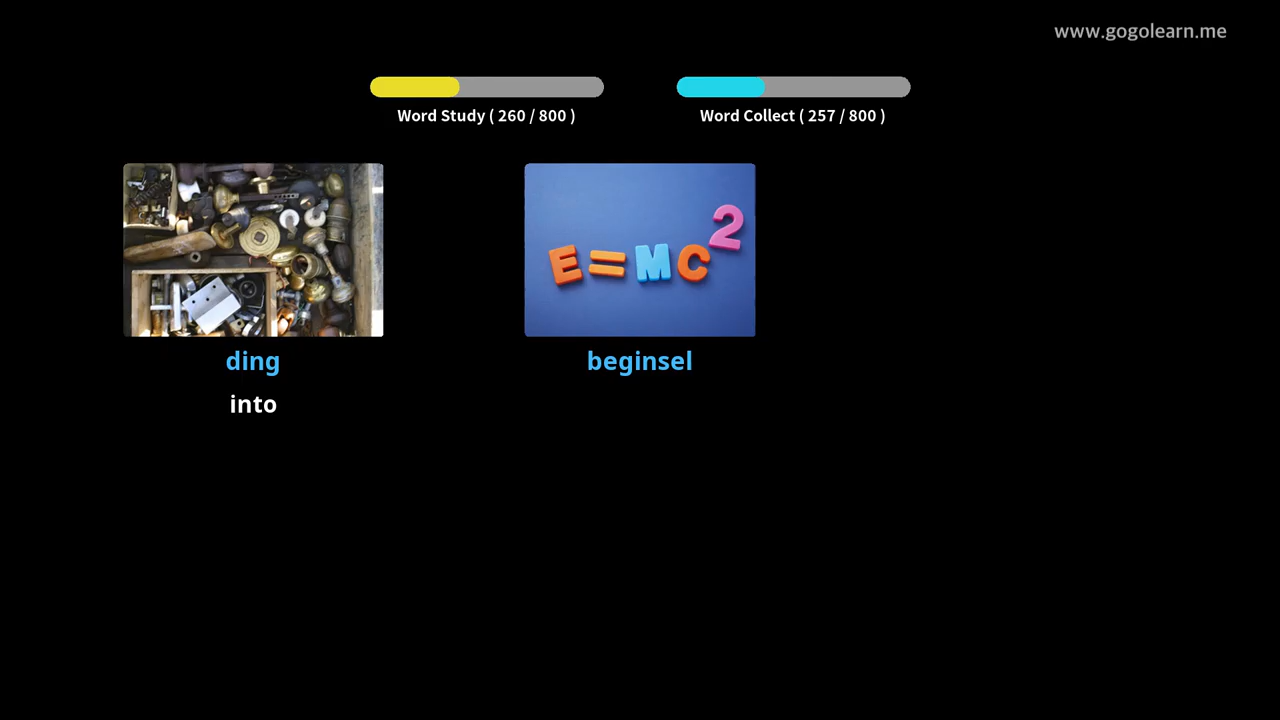 www.gogolearn.me
Word Study ( 260 / 800 )
Word Collect ( 257 / 800 )
E=MC2
ding
beginsel
into